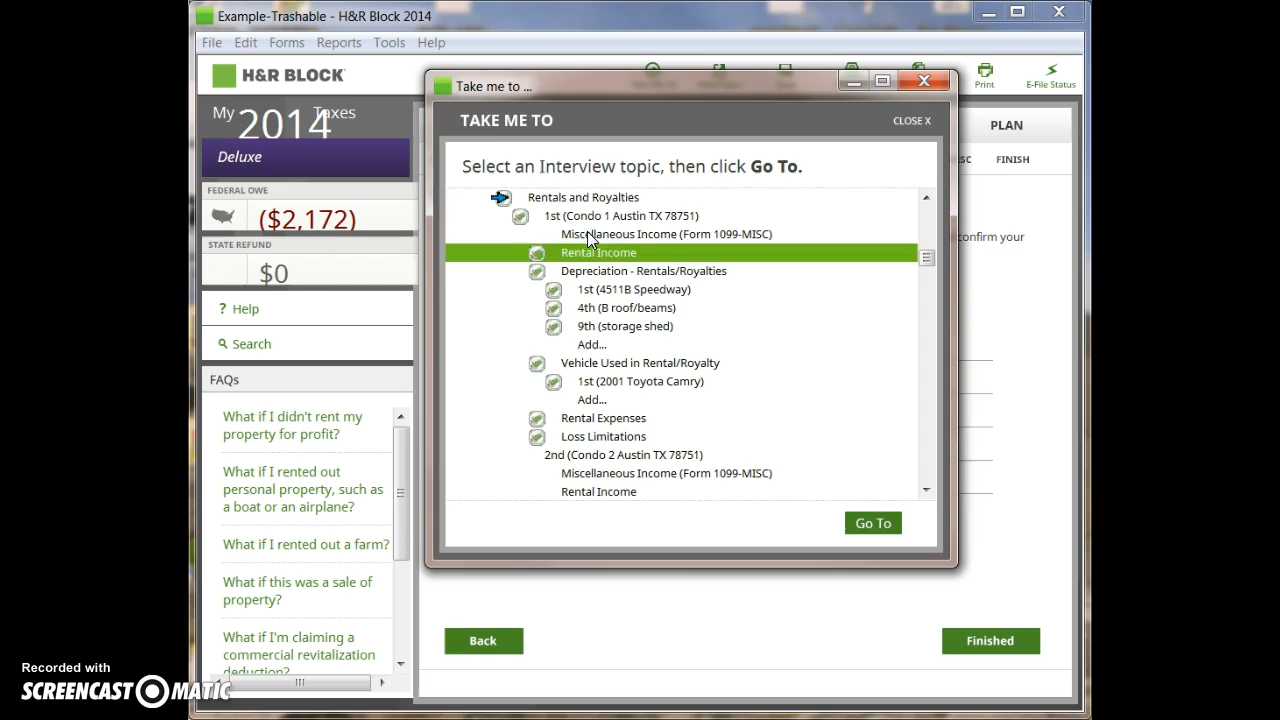 Example-Trashable - H&R Block 2014
File Edit Forms Reports Tools Help
H&R BLOCK
Print
E-File Status
My 2014 Taxes
Deluxe
FEDERAL OWE
($2,172)
STATE REFUND
$0
? Help
Search
FAQs
What if I didn't rent my
property for profit?
What if I rented out
personal property, such as
a boat or an airplane?
What if I rented out a farm?
What if this was a sale of
property?
What if I'm claiming a
commercial revitalization
deduction?
Take me to ...
TAKE ME TO
CLOSE X
Select an Interview topic, then click Go To.
Rentals and Royalties
1st (Condo 1 Austin TX 78751)
Miscellaneous Income (Form 1099-MISC)
Rental Income
Depreciation - Rentals/Royalties
1st (4511B Speedway)
4th (B roof/beams)
9th (storage shed)
Add...
Vehicle Used in Rental/Royalty
1st (2001 Toyota Camry)
Add...
Rental Expenses
Loss Limitations
2nd (Condo 2 Austin TX 78751)
Miscellaneous Income (Form 1099-MISC)
Rental Income
Go To
PLAN
SC
FINISH
confirm your
Back
Finished
Recorded with
SCREENCAST-O-MATIC